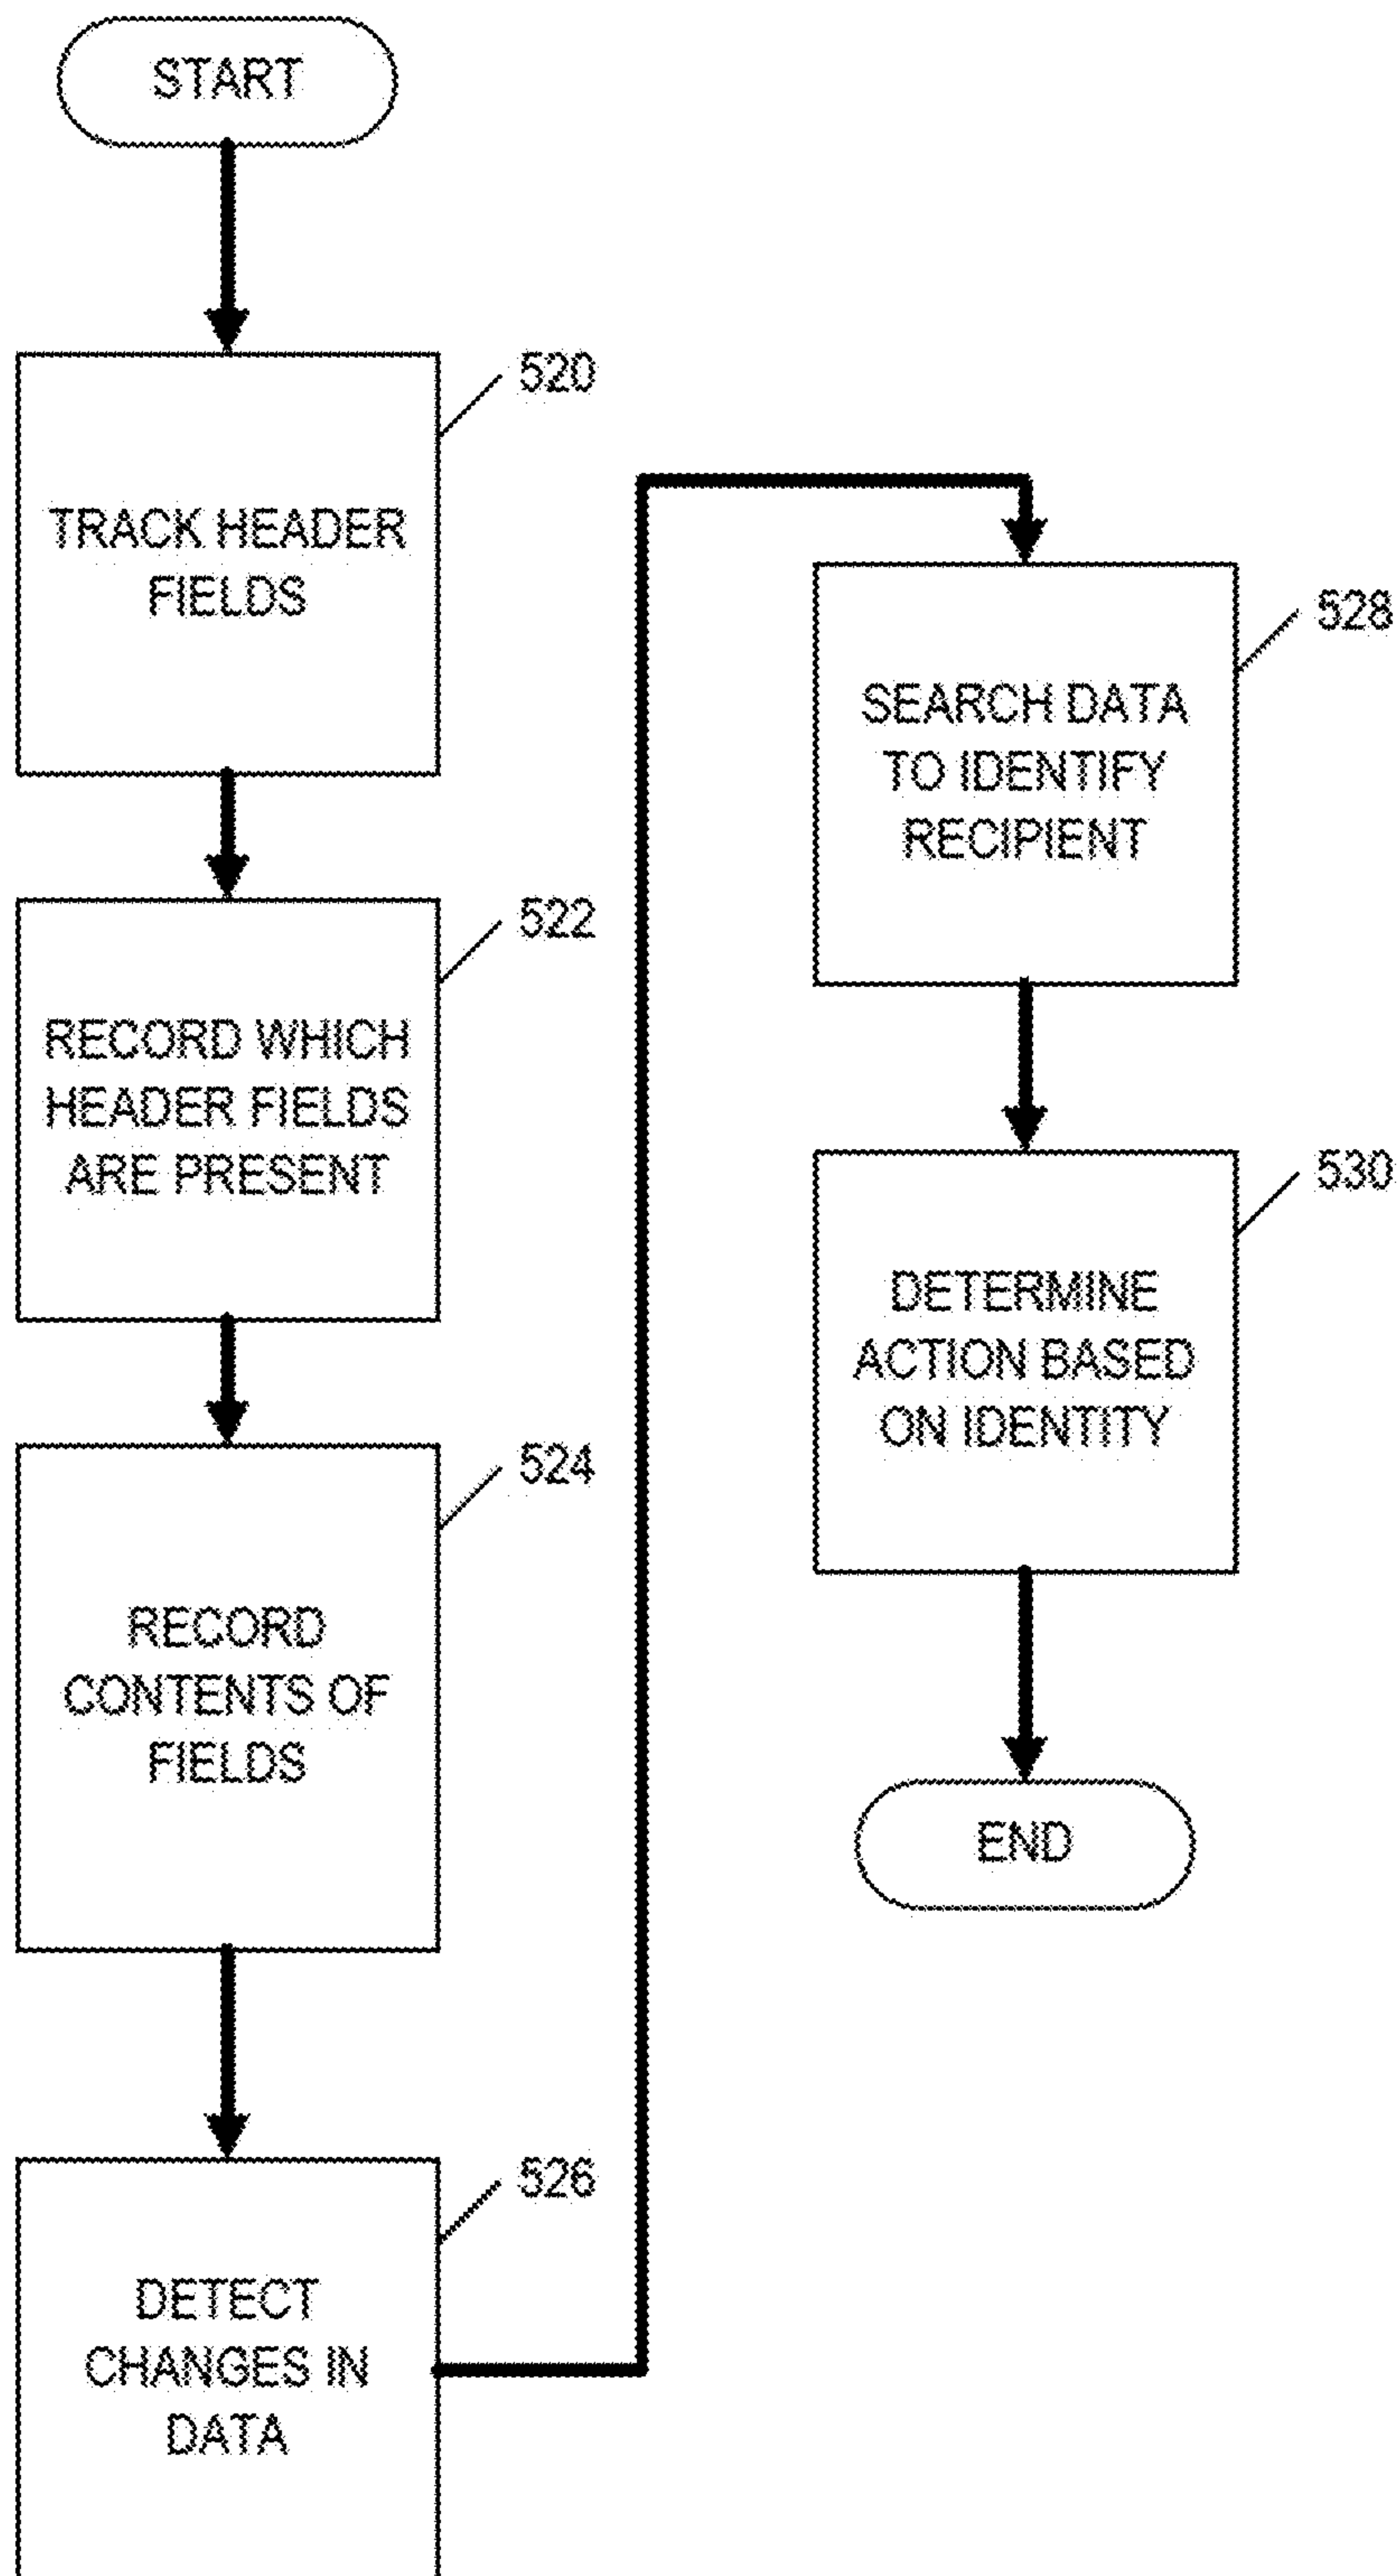 START
520
TRACK HEADER
FIELDS
522
RECORD WHICH
HEADER FIELDS
ARE PRESENT
524
RECORD
CONTENTS OF
FIELDS
526
DETECT
CHANGES IN
DATA
528
SEARCH DATA
TO IDENTIFY
RECIPIENT
530
DETERMINE
ACTION BASED
ON IDENTITY
END